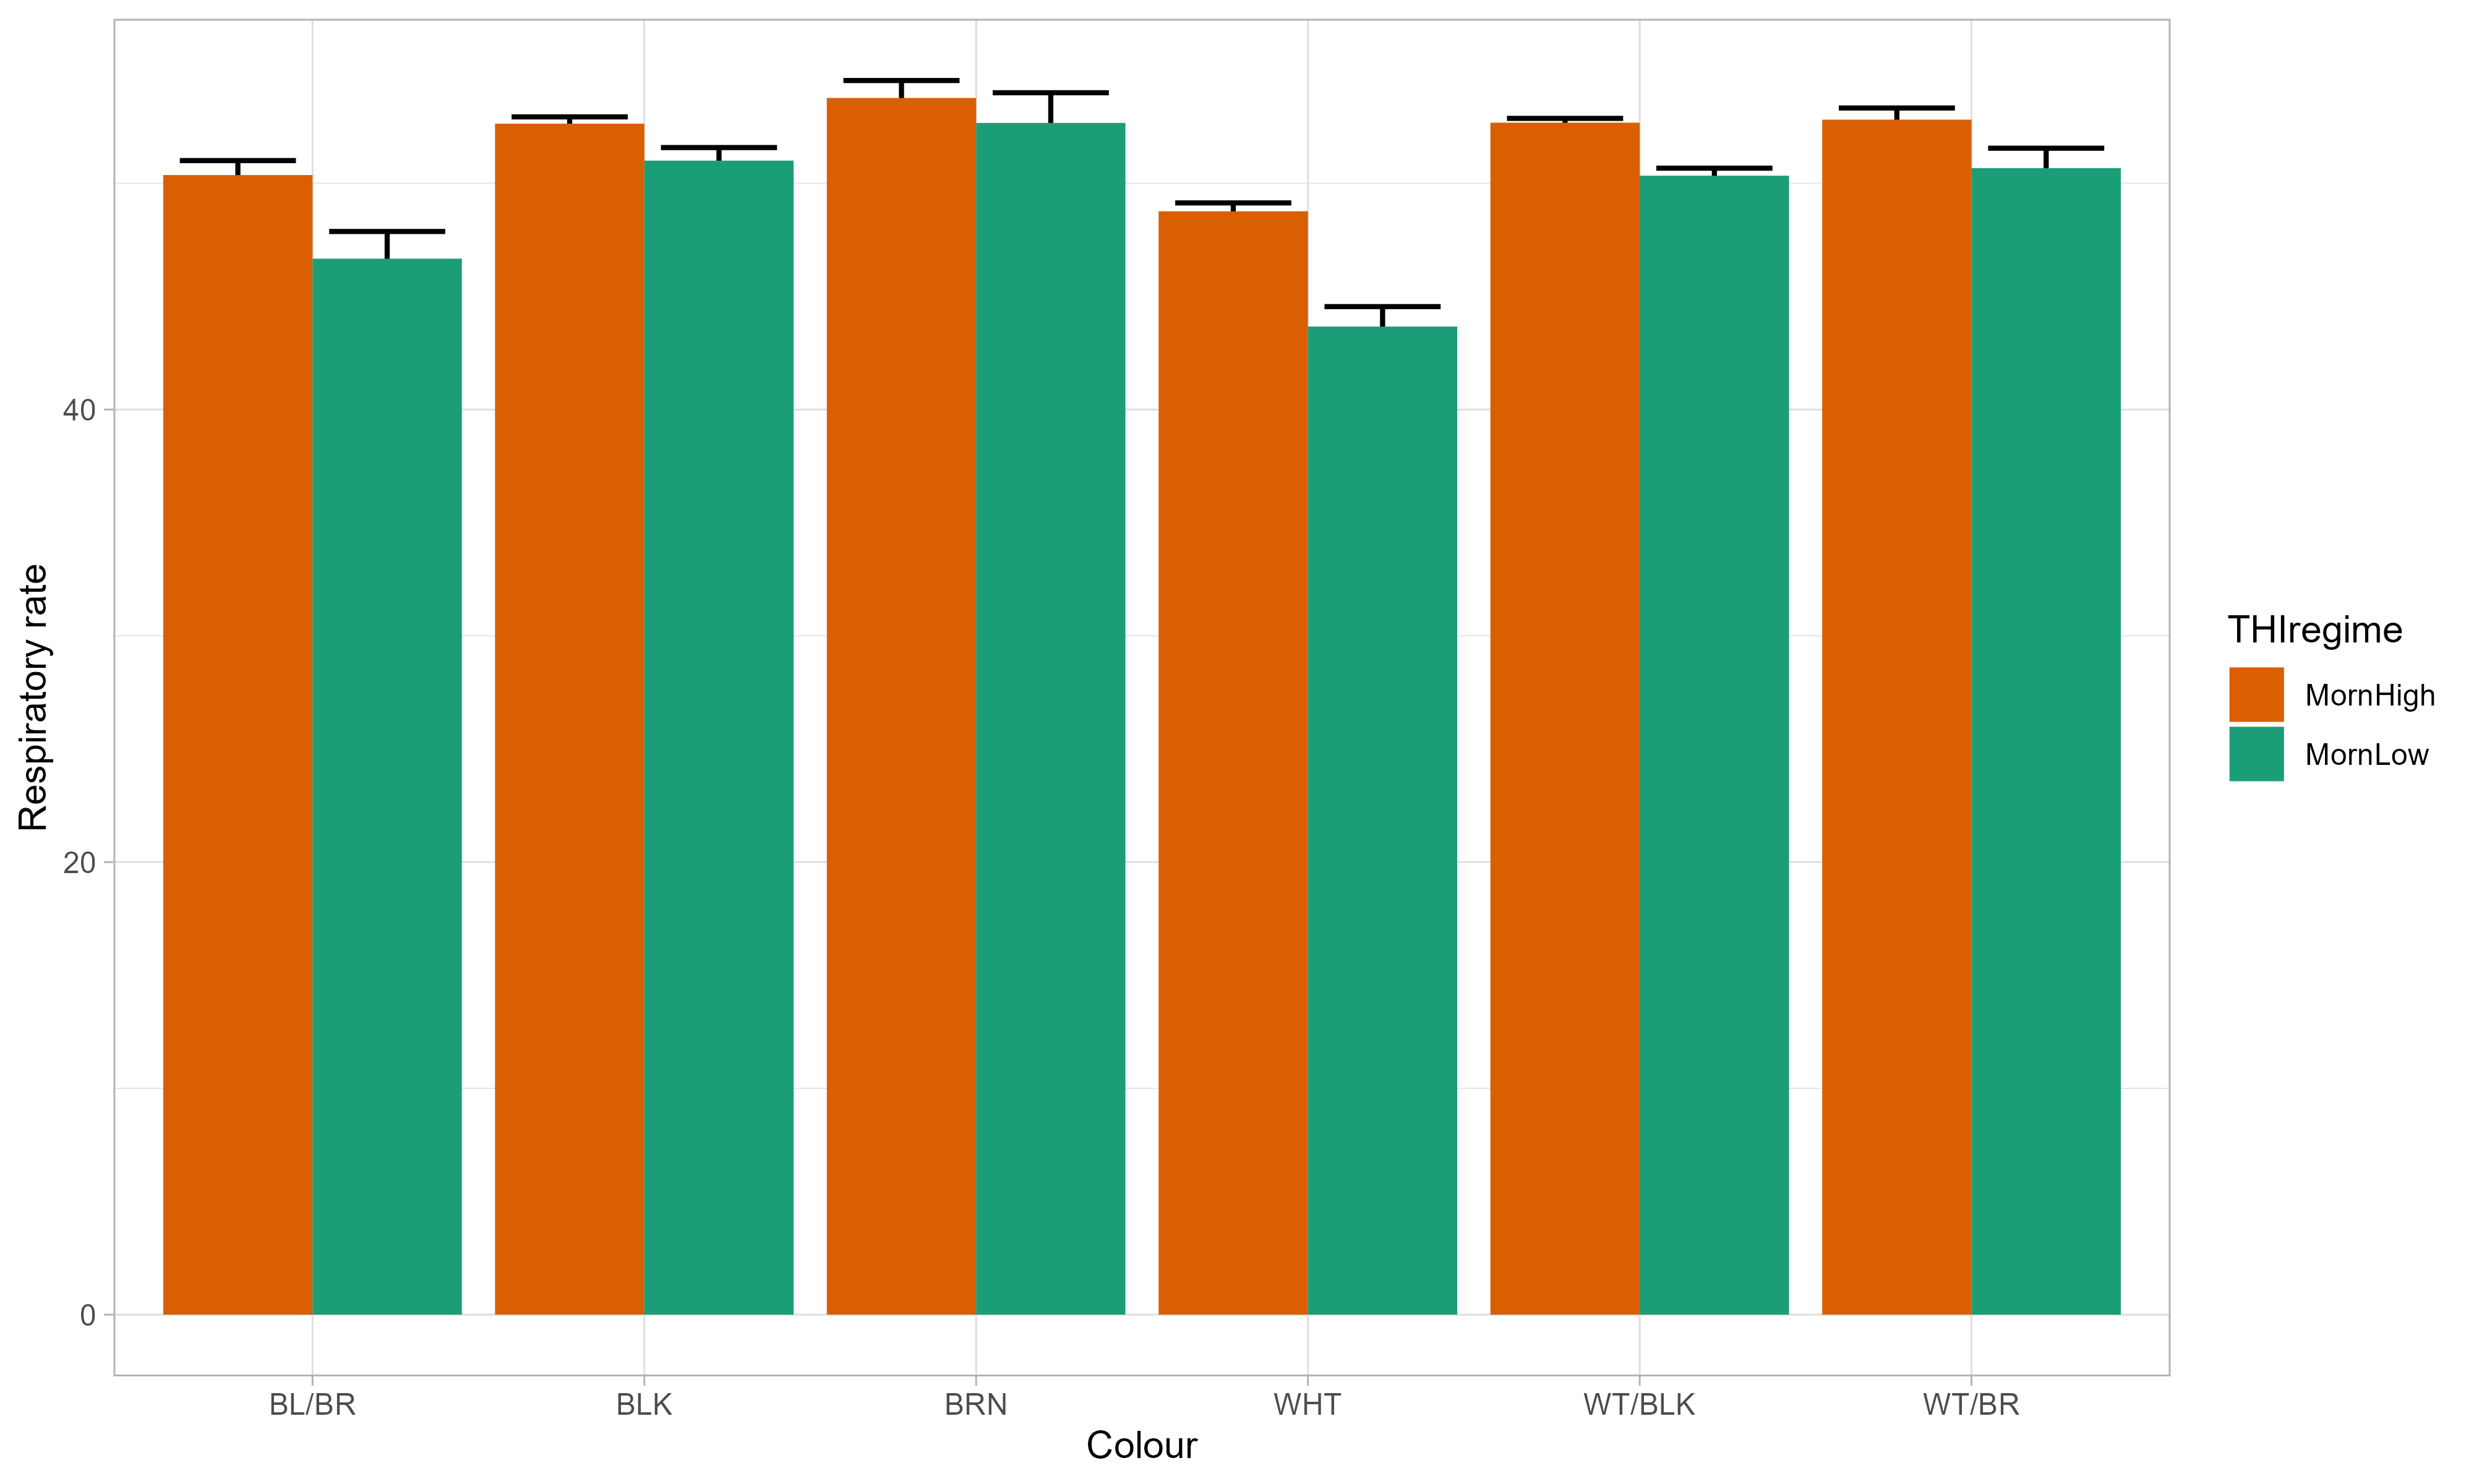 Respiratory rate
40
20
0
BL/BR BLK BRN WHT WT/BLK WT/BR
Colour
THIregime
MornHigh
MornLow